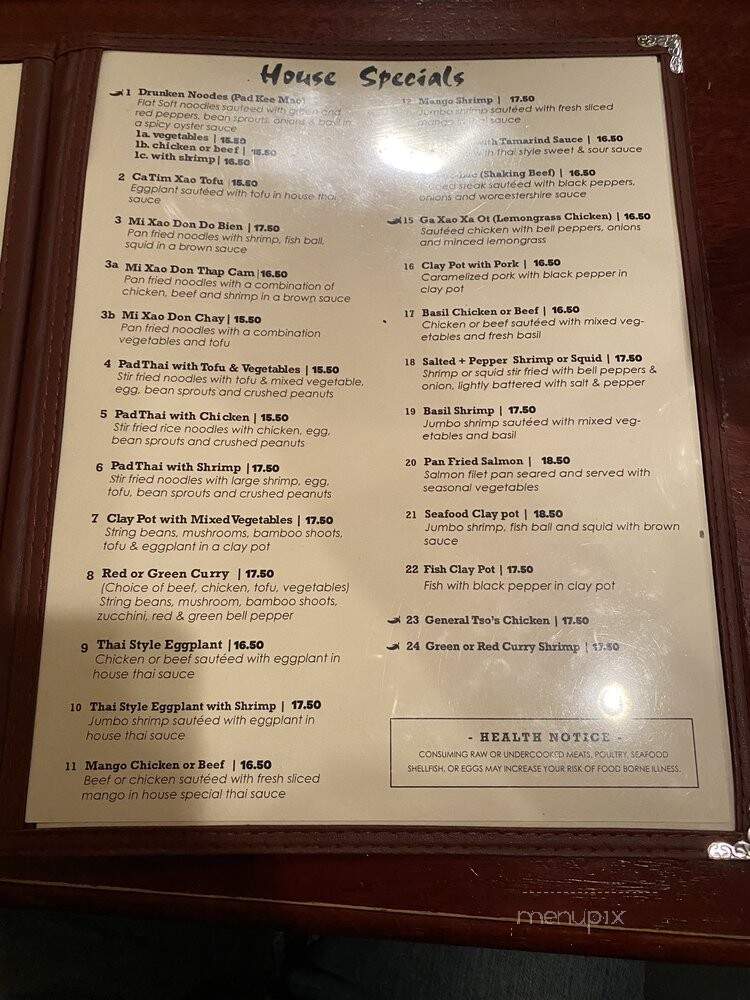 House Specials
1 Drunken Noodes (Pad Kee Mao)
Flat Soft noodles sauteed with green and
red peppers, bean sprouts, onions & basil in
a spicy oyster sauce
1a. vegetables | 15.50
1b. chicken or beef | 15.50
1c. with shrimp | 16.50
2 Ca Tim Xao Tofu | 15.50
Eggplant sautéed with tofu in house thai
sauce
3 Mi Xao Don Do Bien | 17.50
Pan fried noodles with shrimp, fish ball,
squid in a brown sauce
3a Mi Xao Don Thap Cam | 16.50
Pan fried noodles with a combination of
chicken, beef and shrimp in a brown sauce
3b Mi Xao Don Chay | 15.50
Pan fried noodles with a combination
vegetables and tofu
4 Pad Thai with Tofu & Vegetables | 15.50
Stir fried noodles with tofu & mixed vegetable,
egg, bean sprouts and crushed peanuts
5 Pad Thai with Chicken | 15.50
Stir fried rice noodles with chicken, egg,
bean sprouts and crushed peanuts
6 Pad Thai with Shrimp | 17.50
Stir fried noodles with large shrimp, egg,
tofu, bean sprouts and crushed peanuts
7 Clay Pot with Mixed Vegetables | 17.50
String beans, mushrooms, bamboo shoots,
tofu & eggplant in a clay pot
8 Red or Green Curry | 17.50
(Choice of beef, chicken, tofu, vegetables)
String beans, mushroom, bamboo shoots,
zucchini, red & green bell pepper
9 Thai Style Eggplant | 16.50
Chicken or beef sautéed with eggplant in
house thai sauce
10 Thai Style Eggplant with Shrimp | 17.50
Jumbo shrimp sautéed with eggplant in
house thai sauce
11 Mango Chicken or Beef | 16.50
Beef or chicken sautéed with fresh sliced
mango in house special thai sauce
12 Mango Shrimp | 17.50
Jumbo shrimp sautéed with fresh sliced
mango sauce
with Tamarind Sauce | 16.50
with thai style sweet & sour sauce
(Shaking Beef) | 16.50
steak sautéed with black peppers,
onions and worcestershire sauce
15 Ga Xao Xa Ot (Lemongrass Chicken) | 16.50
Sautéed chicken with bell peppers, onions
and minced lemongrass
16 Clay Pot with Pork | 16.50
Caramelized pork with black pepper in
clay pot
17 Basil Chicken or Beef | 16.50
Chicken or beef sautéed with mixed veg-
etables and fresh basil
18 Salted + Pepper Shrimp or Squid | 17.50
Shrimp or squid stir fried with bell peppers &
onion, lightly battered with salt & pepper
19 Basil Shrimp | 17.50
Jumbo shrimp sautéed with mixed veg-
etables and basil
20 Pan Fried Salmon | 18.50
Salmon filet pan seared and served with
seasonal vegetables
21 Seafood Clay pot | 18.50
Jumbo shrimp, fish ball and squid with brown
sauce
22 Fish Clay Pot | 17.50
Fish with black pepper in clay pot
23 General Tso's Chicken | 17.50
24 Green or Red Curry Shrimp | 17.50
- HEALTH NOTICE -
CONSUMING RAW OR UNDERCOOKED MEATS, POULTRY, SEAFOOD
SHELLFISH, OR EGGS MAY INCREASE YOUR RISK OF FOOD BORNE ILLNESS.
menupix